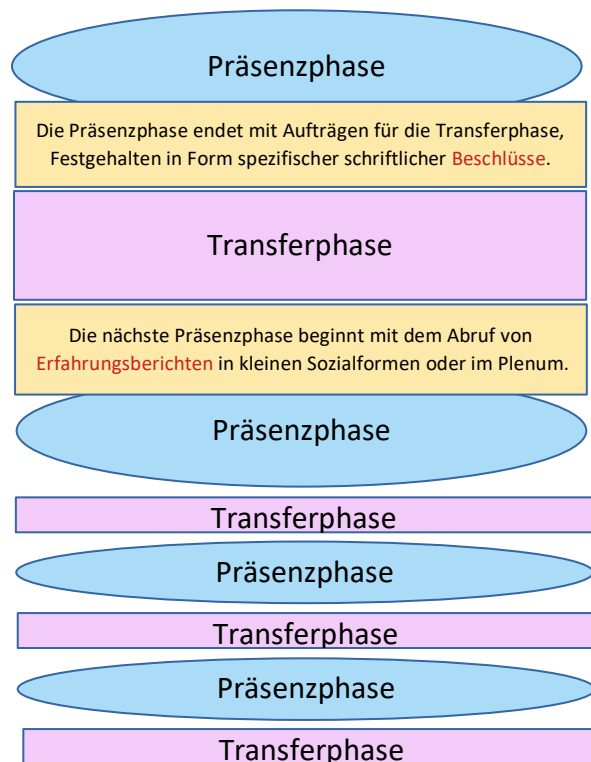 Präsenzphase
Die Präsenzphase endet mit Aufträgen für die Transferphase,
Festgehalten in Form spezifischer schriftlicher Beschlüsse.
Transferphase
Die nächste Präsenzphase beginnt mit dem Abruf von
Erfahrungsberichten in kleinen Sozialformen oder im Plenum.
Präsenzphase
Transferphase
Präsenzphase
Transferphase
Präsenzphase
Transferphase